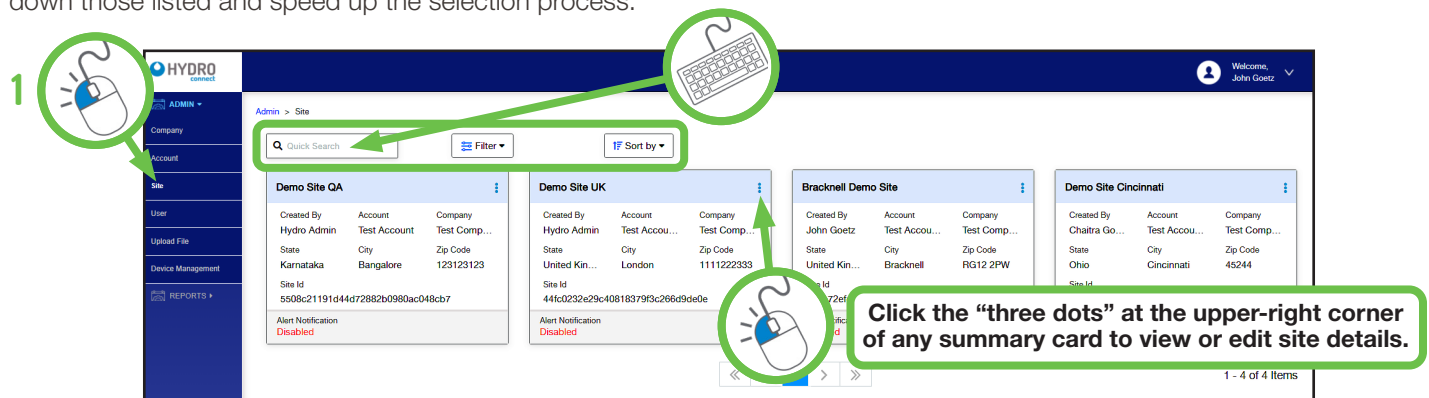 down those listed and speed up the selection process.
1
HYDRO
connect
Welcome,
John Goetz
ADMIN
Company
Account
Site
User
Upload File
Device Management
REPORTS
Admin > Site
Quick Search
Filter
Sort by
Demo Site QA
Created By Account Company
Hydro Admin Test Account Test Comp...
State City Zip Code
Karnataka Bangalore 123123123
Site Id
5508c21191d44d72882b0980ac048cb7
Alert Notification
Disabled
Demo Site UK
Created By Account Company
Hydro Admin Test Accou... Test Comp...
State City Zip Code
United Kin... London 1111222333
Site Id
44fc0232e29c40818379f3c266d9de0e
Alert Notification
Disabled
Bracknell Demo Site
Created By Account Company
John Goetz Test Accou... Test Comp...
State City Zip Code
United Kin... Bracknell RG12 2PW
Demo Site Cincinnati
Created By Account Company
Chaitra Go... Test Accou... Test Comp...
State City Zip Code
Ohio Cincinnati 45244
Site Id
Click the “three dots” at the upper-right corner
of any summary card to view or edit site details.
1 - 4 of 4 Items